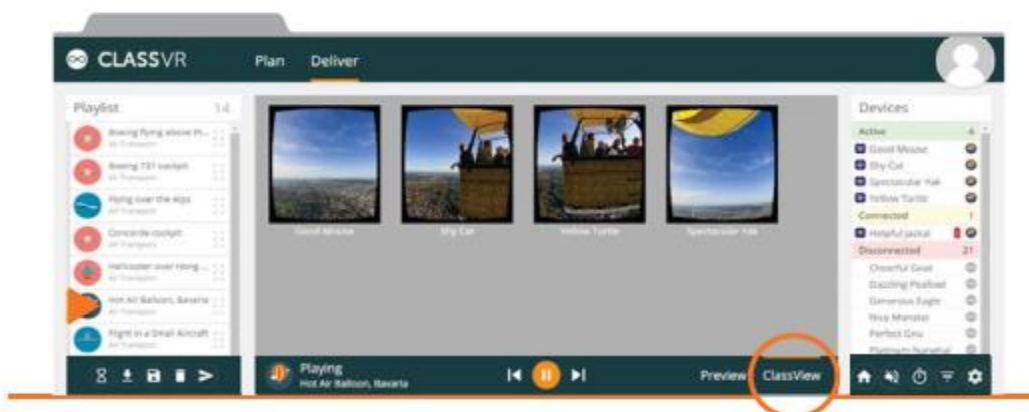 CLASSVR
Plan Deliver
Playlist 14
Boeing flying above th...
Air Transport
Boeing 737 cockpit
Air Transport
Flying over the Alps
Air Transport
Concorde cockpit
Air Transport
Helicopter over Hong ...
Air Transport
Hot Air Balloon, Bavaria
Air Transport
Flight in a Small Aircraft
Air Transport
Good Mouse
Shy Cat
Yellow Turtle
Spectacular Yak
Playing
Hot Air Balloon, Bavaria
Preview ClassView
Devices
Active 4
Good Mouse
Shy Cat
Spectacular Yak
Yellow Turtle
Connected 1
Helpful Jackal
Disconnected 21
Cheerful Goat
Dazzling Peafowl
Generous Eagle
Nice Monster
Perfect Gnu
Platinum